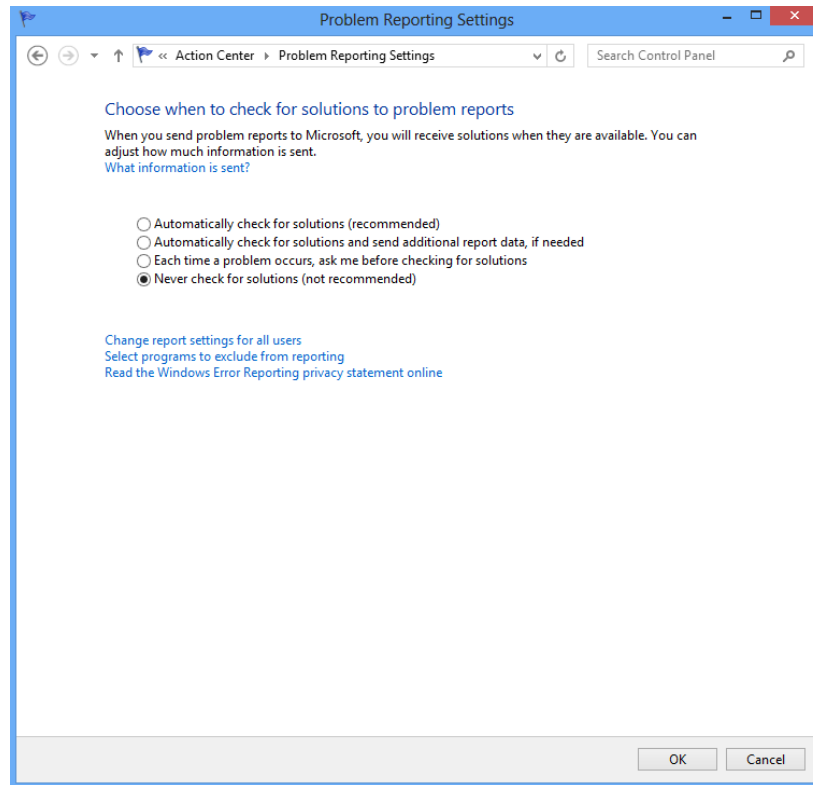 Problem Reporting Settings
« Action Center Problem Reporting Settings
Search Control Panel
Choose when to check for solutions to problem reports
When you send problem reports to Microsoft, you will receive solutions when they are available. You can
adjust how much information is sent.
What information is sent?
Automatically check for solutions (recommended)
Automatically check for solutions and send additional report data, if needed
Each time a problem occurs, ask me before checking for solutions
Never check for solutions (not recommended)
Change report settings for all users
Select programs to exclude from reporting
Read the Windows Error Reporting privacy statement online
OK Cancel